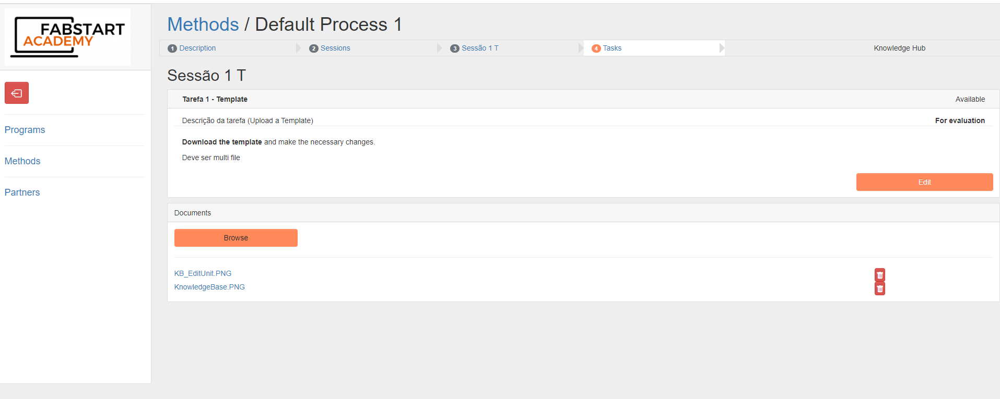 FABSTART
ACADEMY
Programs
Methods
Partners
Methods / Default Process 1
1 Description
2 Sessions
3 Sessão 1 T
4 Tasks
Knowledge Hub
Sessão 1 T
Tarefa 1 - Template
Available
Descrição da tarefa (Upload a Template)
For evaluation
Download the template and make the necessary changes.
Deve ser multi file
Edit
Documents
Browse
KB_EditUnit.PNG
KnowledgeBase.PNG